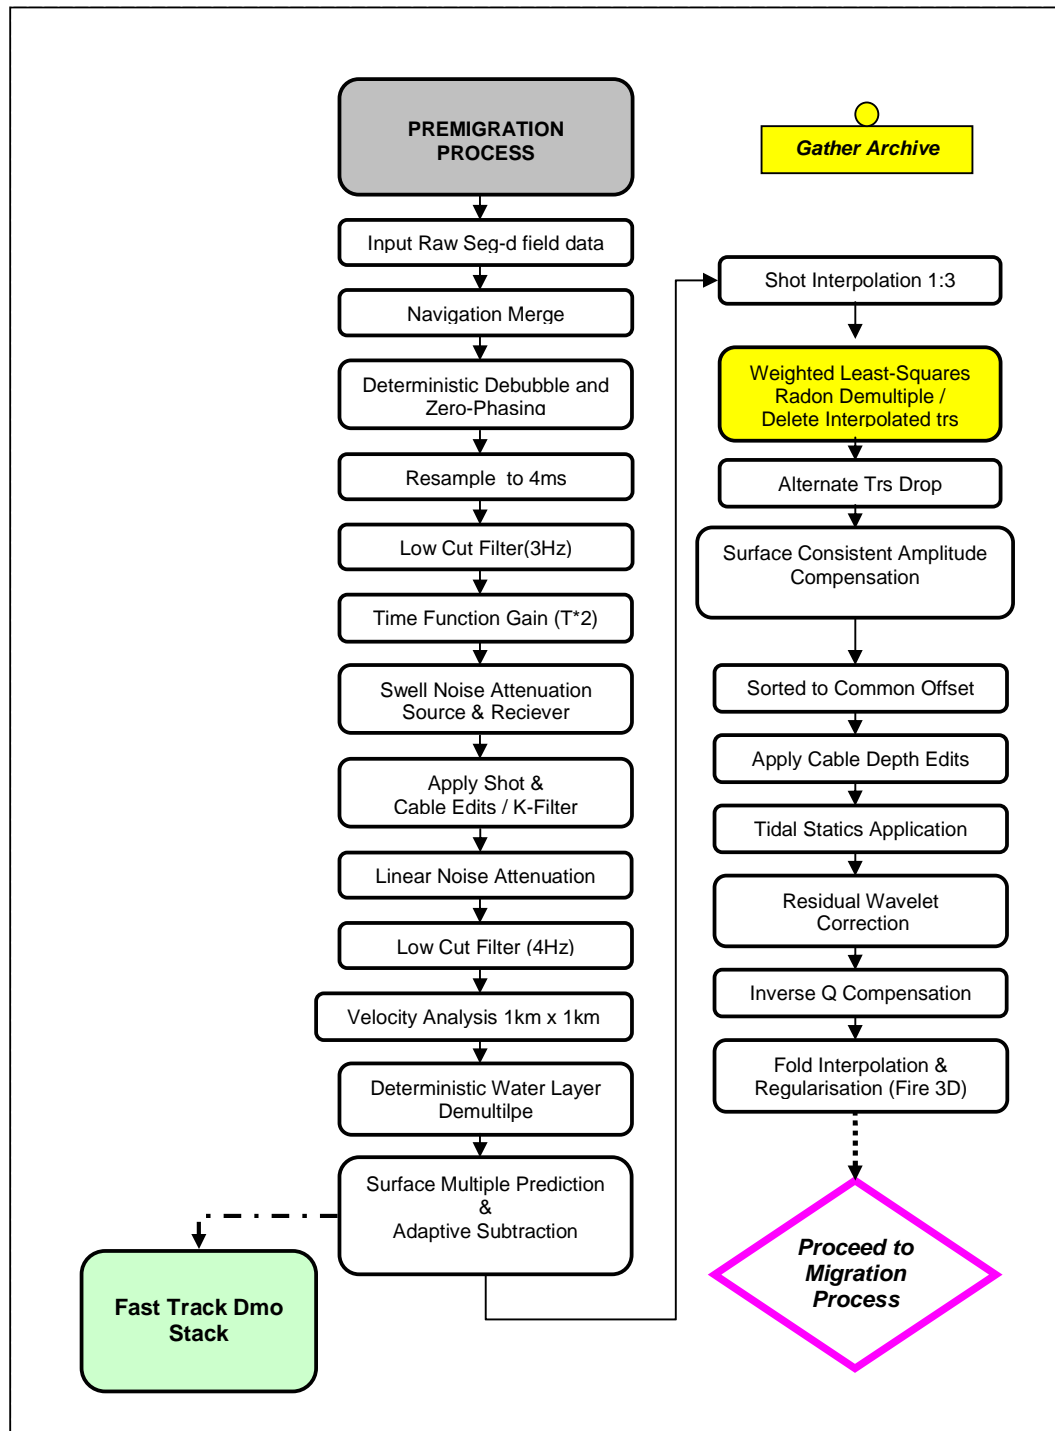 PREMIGRATION
PROCESS
Input Raw Seg-d field data
Navigation Merge
Deterministic Debubble and
Zero-Phasing
Resample to 4ms
Low Cut Filter(3Hz)
Time Function Gain (T*2)
Swell Noise Attenuation
Source & Reciever
Apply Shot &
Cable Edits / K-Filter
Linear Noise Attenuation
Low Cut Filter (4Hz)
Velocity Analysis 1km x 1km
Deterministic Water Layer
Demultilpe
Surface Multiple Prediction
&
Adaptive Subtraction
Fast Track Dmo
Stack
Gather Archive
Shot Interpolation 1:3
Weighted Least-Squares
Radon Demultiple /
Delete Interpolated trs
Alternate Trs Drop
Surface Consistent Amplitude
Compensation
Sorted to Common Offset
Apply Cable Depth Edits
Tidal Statics Application
Residual Wavelet
Correction
Inverse Q Compensation
Fold Interpolation &
Regularisation (Fire 3D)
Proceed to
Migration
Process